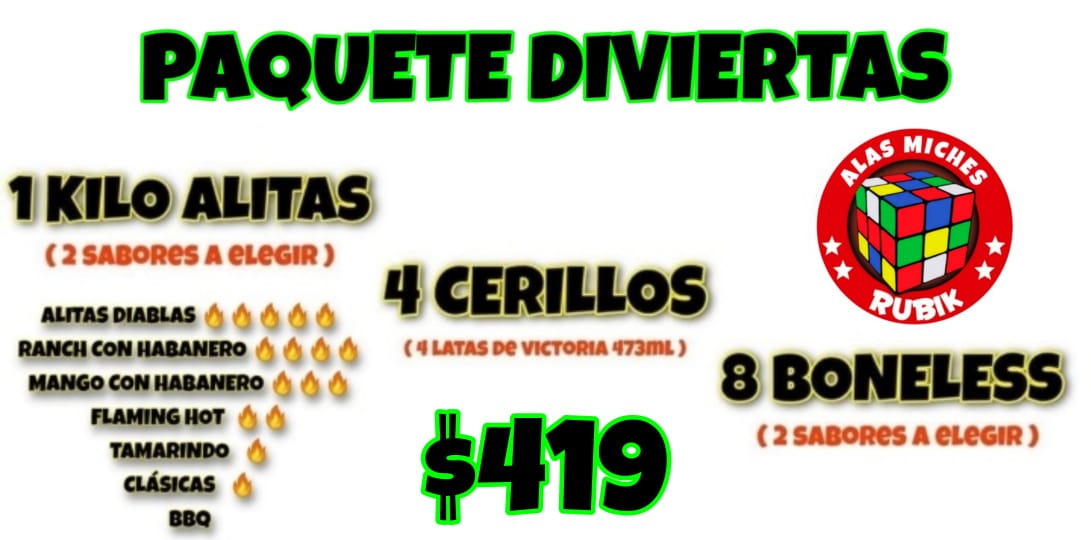 PAQUETE DIVIERTAS
1 KILO ALITAS
( 2 SABORES A ELEGIR )
ALITAS DIABLAS 🔥🔥🔥🔥🔥
RANCH CON HABANERO 🔥🔥🔥🔥
MANGO CON HABANERO 🔥🔥🔥
FLAMING HOT 🔥🔥
TAMARINDO 🔥
CLÁSICAS 🔥
BBQ
4 CERILLOS
( 4 LATAS DE VICTORIA 473ML )
$419
ALAS MICHES
RUBIK
8 BONELESS
( 2 SABORES A ELEGIR )